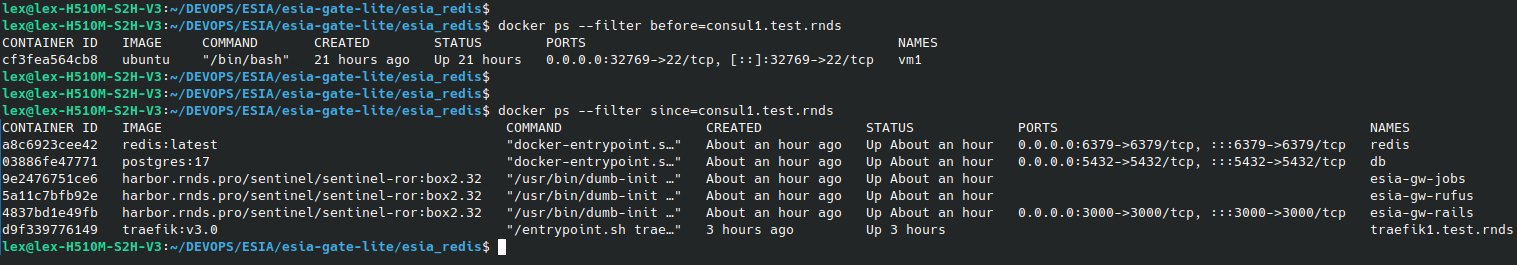 lex@lex-H510M-S2H-V3:~/DEVOPS/ESIA/esia-gate-lite/esia_redis$
lex@lex-H510M-S2H-V3:~/DEVOPS/ESIA/esia-gate-lite/esia_redis$ docker ps --filter before=consul1.test.rnds
CONTAINER ID   IMAGE     COMMAND       CREATED        STATUS        PORTS                                     NAMES
cf3fea564cb8   ubuntu    "/bin/bash"   21 hours ago   Up 21 hours   0.0.0.0:32769->22/tcp, [::]:32769->22/tcp   vm1
lex@lex-H510M-S2H-V3:~/DEVOPS/ESIA/esia-gate-lite/esia_redis$
lex@lex-H510M-S2H-V3:~/DEVOPS/ESIA/esia-gate-lite/esia_redis$
lex@lex-H510M-S2H-V3:~/DEVOPS/ESIA/esia-gate-lite/esia_redis$ docker ps --filter since=consul1.test.rnds
CONTAINER ID   IMAGE                                       COMMAND                  CREATED             STATUS             PORTS                                       NAMES
a8c6923cee42   redis:latest                                "docker-entrypoint.s…"   About an hour ago   Up About an hour   0.0.0.0:6379->6379/tcp, :::6379->6379/tcp   redis
03886fe47771   postgres:17                                 "docker-entrypoint.s…"   About an hour ago   Up About an hour   0.0.0.0:5432->5432/tcp, :::5432->5432/tcp   db
9e2476751ce6   harbor.rnds.pro/sentinel/sentinel-ror:box2.32   "/usr/bin/dumb-init …"   About an hour ago   Up About an hour                                               esia-gw-jobs
5a11c7bfb92e   harbor.rnds.pro/sentinel/sentinel-ror:box2.32   "/usr/bin/dumb-init …"   About an hour ago   Up About an hour                                               esia-gw-rufus
4837bd1e49fb   harbor.rnds.pro/sentinel/sentinel-ror:box2.32   "/usr/bin/dumb-init …"   About an hour ago   Up About an hour   0.0.0.0:3000->3000/tcp, :::3000->3000/tcp   esia-gw-rails
d9f339776149   traefik:v3.0                                "/entrypoint.sh trae…"   3 hours ago         Up 3 hours                                                     traefik1.test.rnds
lex@lex-H510M-S2H-V3:~/DEVOPS/ESIA/esia-gate-lite/esia_redis$